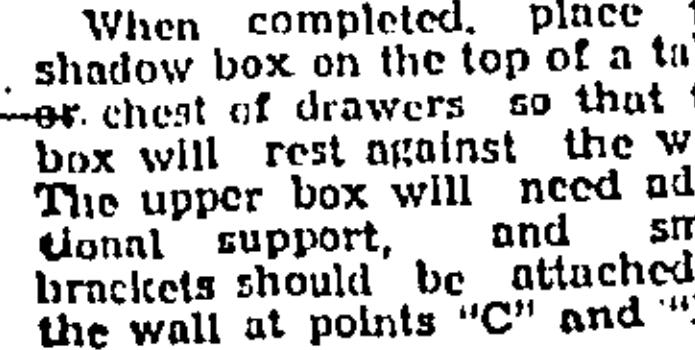 When completed, place
shadow box on the top of a ta
or chest of drawers so that
box will rest against the w
The upper box will need ad
tional support, and sm
brackets should be attached
the wall at points "C" and "